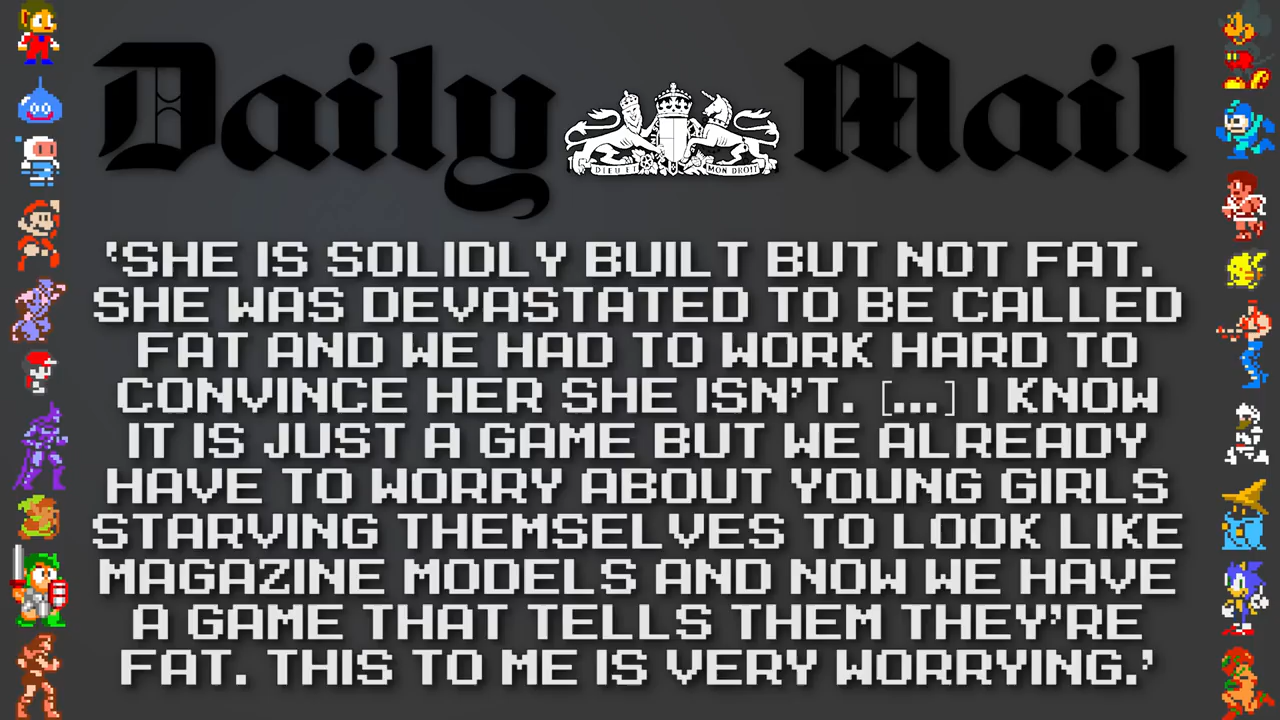 Daily Mail
DIEU ET MON DROIT
'SHE IS SOLIDLY BUILT BUT NOT FAT.
SHE WAS DEVASTATED TO BE CALLED
FAT AND WE HAD TO WORK HARD TO
CONVINCE HER SHE ISN'T. [...] I KNOW
IT IS JUST A GAME BUT WE ALREADY
HAVE TO WORRY ABOUT YOUNG GIRLS
STARVING THEMSELVES TO LOOK LIKE
MAGAZINE MODELS AND NOW WE HAVE
A GAME THAT TELLS THEM THEY'RE
FAT. THIS TO ME IS VERY WORRYING.'